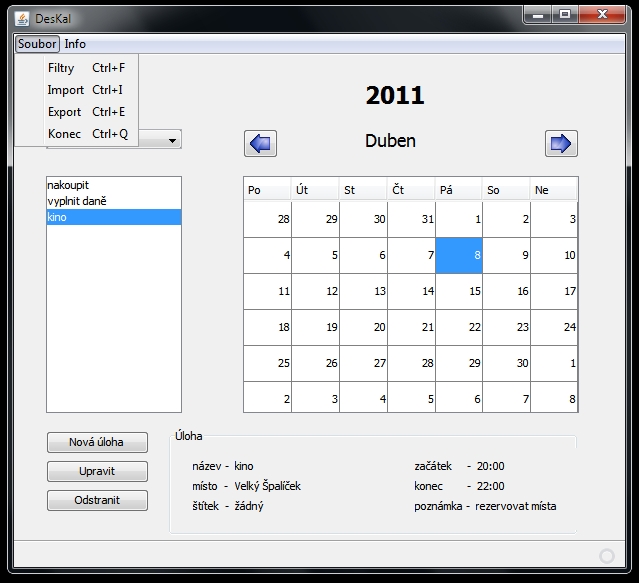 DesKal
Soubor Info
Filtry Ctrl+F
Import Ctrl+I
Export Ctrl+E
Konec Ctrl+Q
2011
Duben
nakoupit
vyplnit daně
kino
Po Út St Čt Pá So Ne
28 29 30 31 1 2 3
4 5 6 7 8 9 10
11 12 13 14 15 16 17
18 19 20 21 22 23 24
25 26 27 28 29 30 1
2 3 4 5 6 7 8
Nová úloha
Upravit
Odstranit
Úloha
název - kino
místo - Velký Špalíček
štítek - žádný
začátek - 20:00
konec - 22:00
poznámka - rezervovat místa